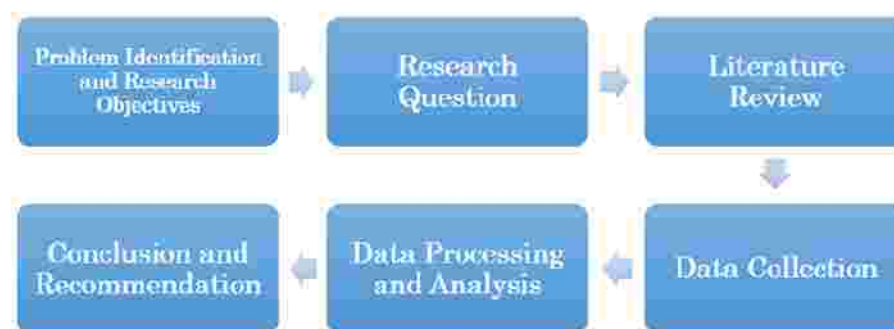 Problem Identification
and Research
Objectives
Research
Question
Literature
Review
Data Collection
Data Processing
and Analysis
Conclusion and
Recommendation